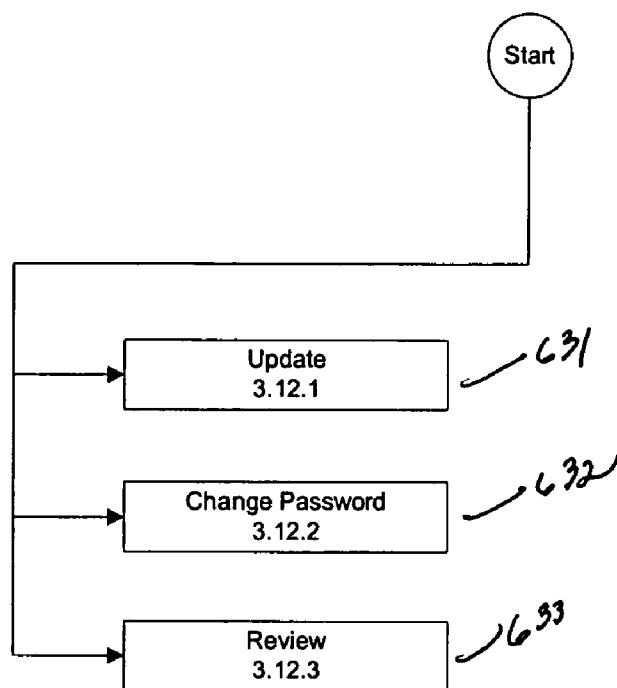 Start
Update
3.12.1
631
Change Password
3.12.2
632
Review
3.12.3
633